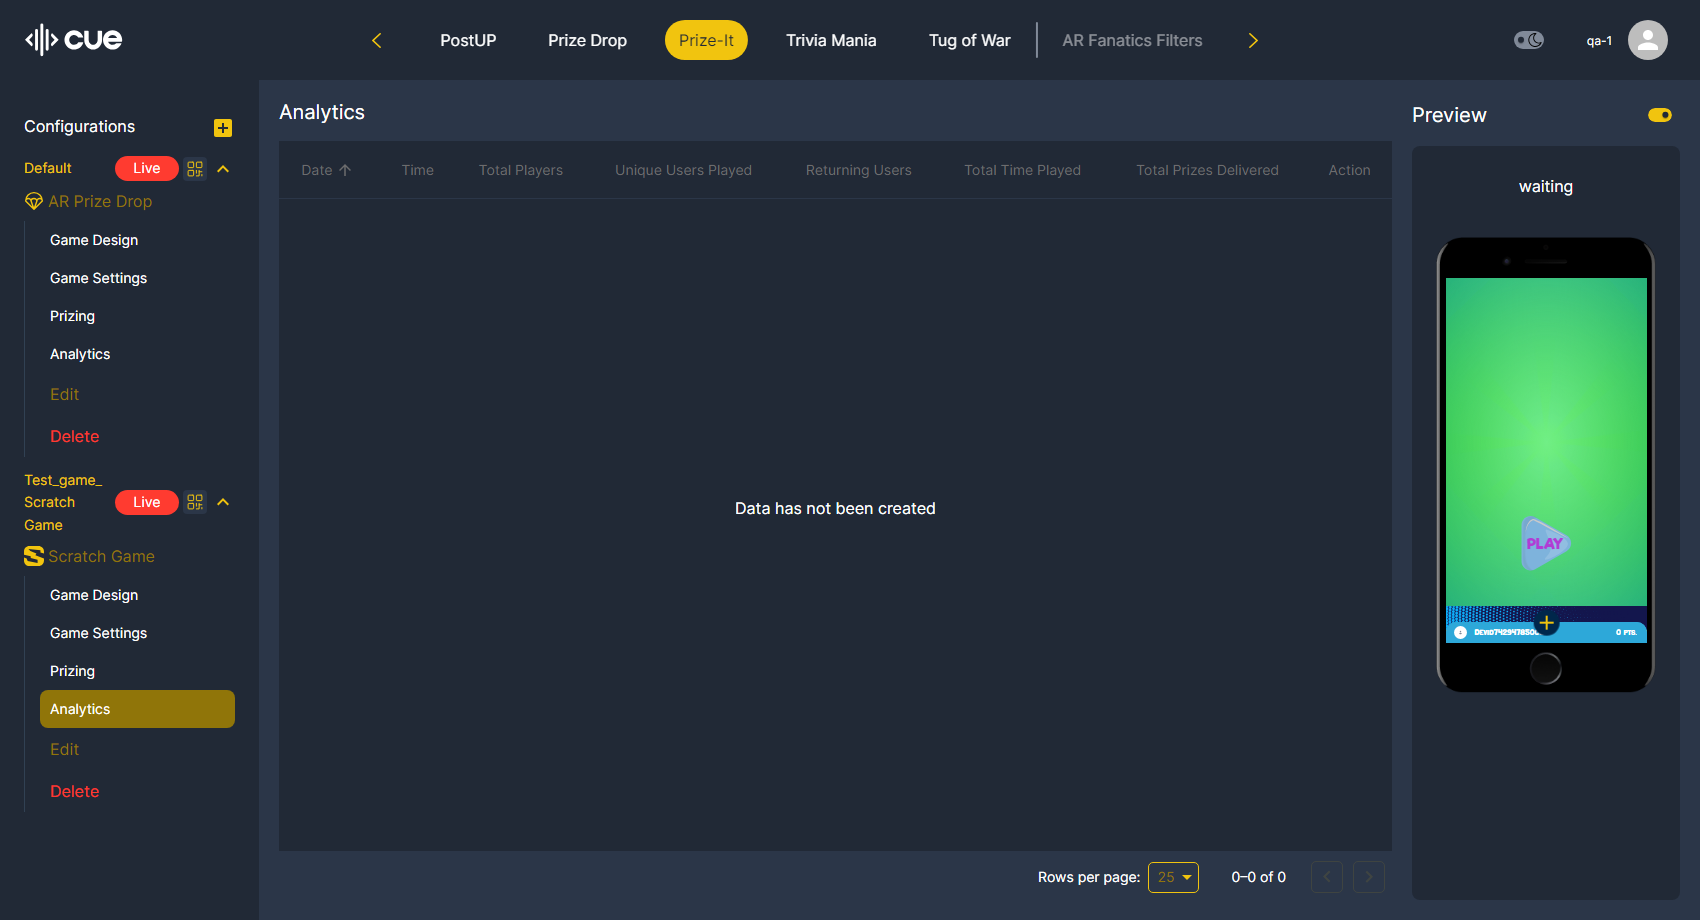 cue
PostUP
Prize Drop
Prize-It
Trivia Mania
Tug of War
AR Fanatics Filters
qa-1
Configurations
Default
Live
AR Prize Drop
Game Design
Game Settings
Prizing
Analytics
Edit
Delete
Test_game_
Scratch
Game
Live
Scratch Game
Game Design
Game Settings
Prizing
Analytics
Edit
Delete
Analytics
Date
Time
Total Players
Unique Users Played
Returning Users
Total Time Played
Total Prizes Delivered
Action
Data has not been created
Rows per page:
25
0–0 of 0
Preview
waiting
PLAY
0 PTS.